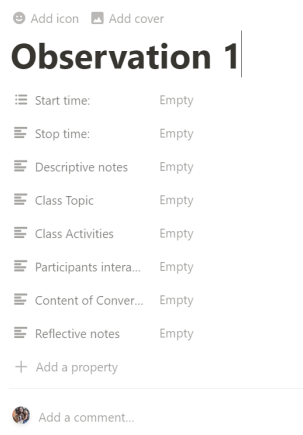 Add icon Add cover
Observation 1
Start time: Empty
Stop time: Empty
Descriptive notes Empty
Class Topic Empty
Class Activities Empty
Participants intera... Empty
Content of Conver... Empty
Reflective notes Empty
Add a property
Add a comment...